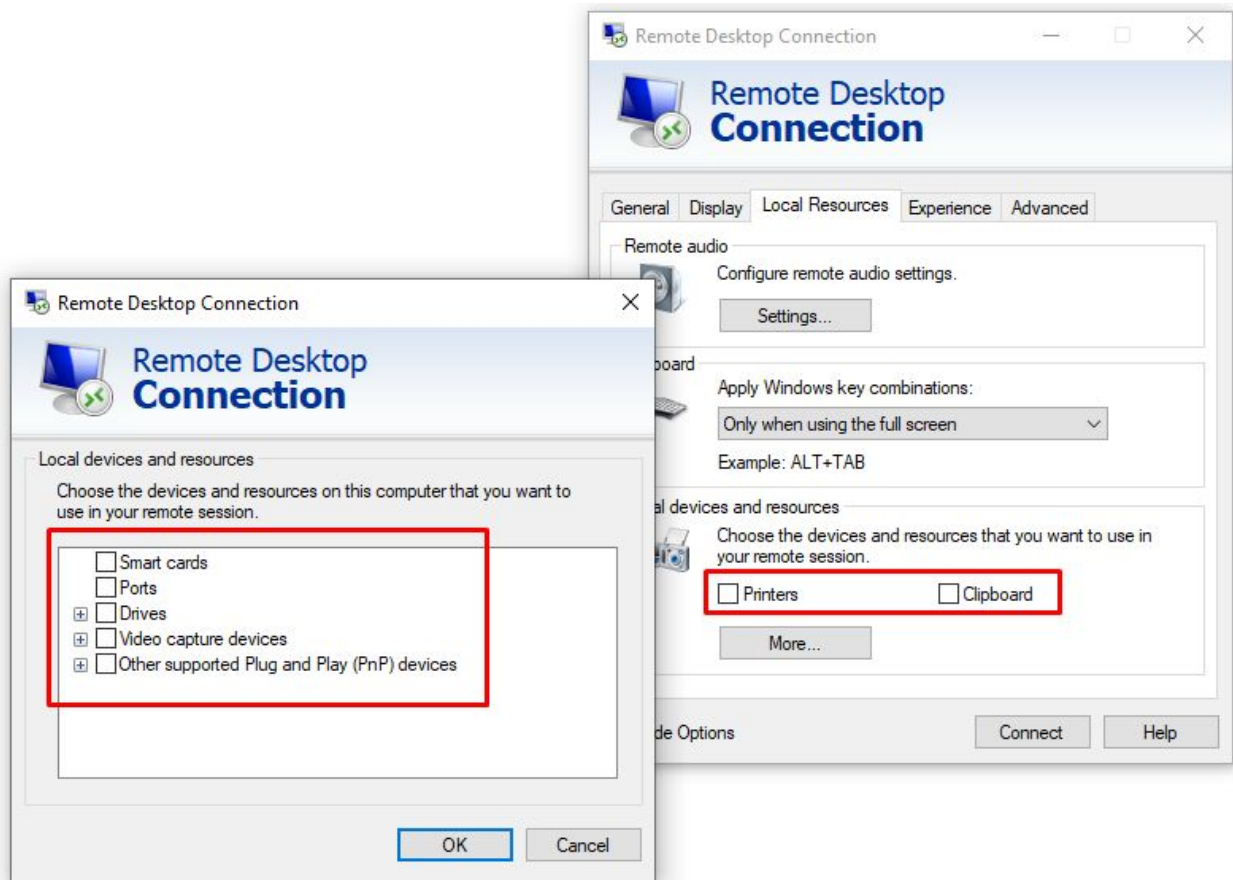 Remote Desktop Connection
Remote Desktop
Connection
General Display Local Resources Experience Advanced
Remote audio
Configure remote audio settings.
Settings...
Apply Windows key combinations:
Only when using the full screen
Example: ALT+TAB
devices and resources
Choose the devices and resources that you want to use in
your remote session.
Printers Clipboard
More...
Options
Connect Help
Remote Desktop Connection
Remote Desktop
Connection
Local devices and resources
Choose the devices and resources on this computer that you want to
use in your remote session.
Smart cards
Ports
Drives
Video capture devices
Other supported Plug and Play (PnP) devices
OK Cancel